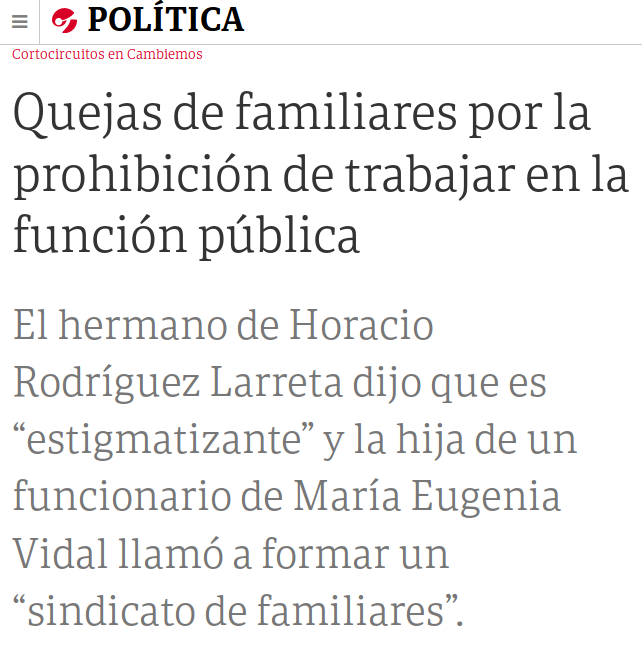 POLÍTICA
Cortocircuitos en Cambiemos
Quejas de familiares por la
prohibición de trabajar en la
función pública
El hermano de Horacio
Rodríguez Larreta dijo que es
“estigmatizante” y la hija de un
funcionario de María Eugenia
Vidal llamó a formar un
“sindicato de familiares”.